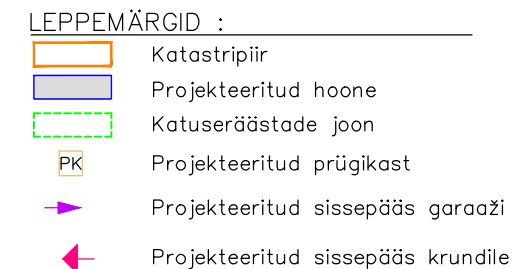 LEPPEMÄRGID :
Katastripiir
Projekteeritud hoone
Katuseräästade joon
PK Projekteeritud prügikast
Projekteeritud sissepääs garaaži
Projekteeritud sissepääs krundile